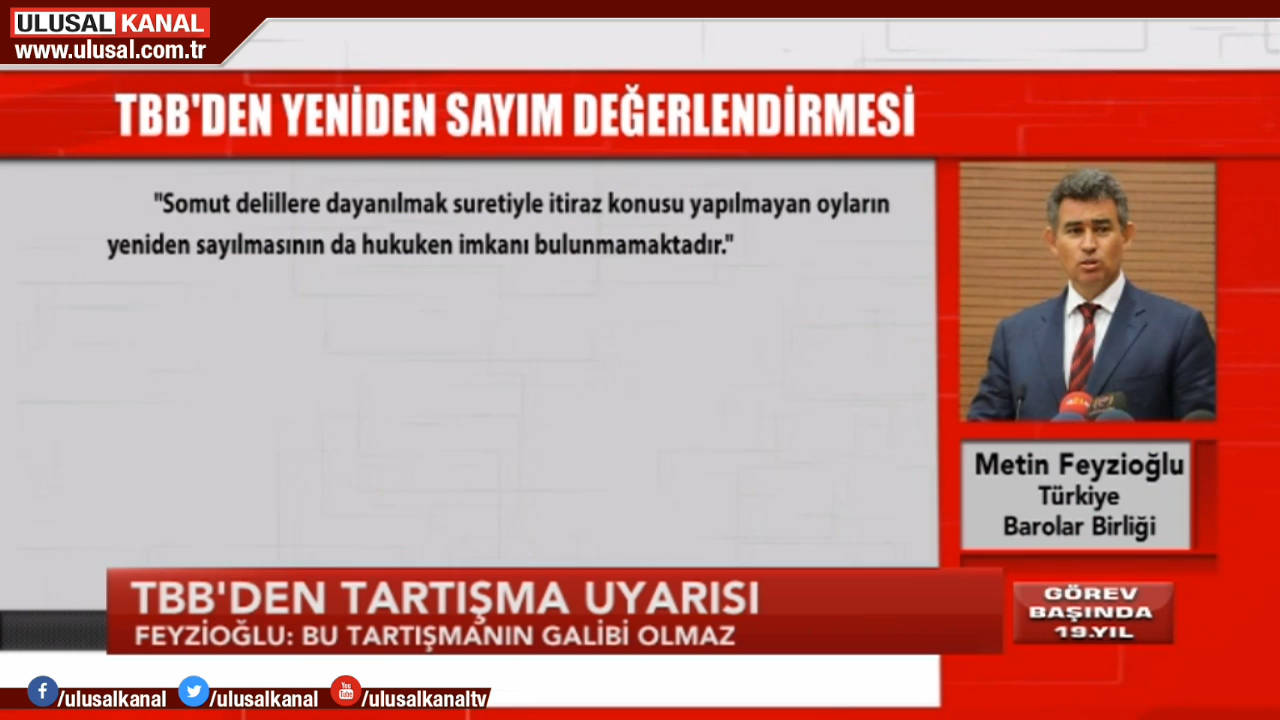 ULUSAL KANAL
www.ulusal.com.tr
TBB'DEN YENİDEN SAYIM DEĞERLENDİRMESİ
"Somut delillere dayanılmak suretiyle itiraz konusu yapılmayan oyların
yeniden sayılmasının da hukuken imkanı bulunmamaktadır."
Metin Feyzioğlu
Türkiye
Barolar Birliği
TBB'DEN TARTIŞMA UYARISI
FEYZİOĞLU: BU TARTIŞMANIN GALİBİ OLMAZ
GÖREV
BAŞINDA
19.YIL
/ulusalkanal /ulusalkanal You Tube /ulusalkanaltv